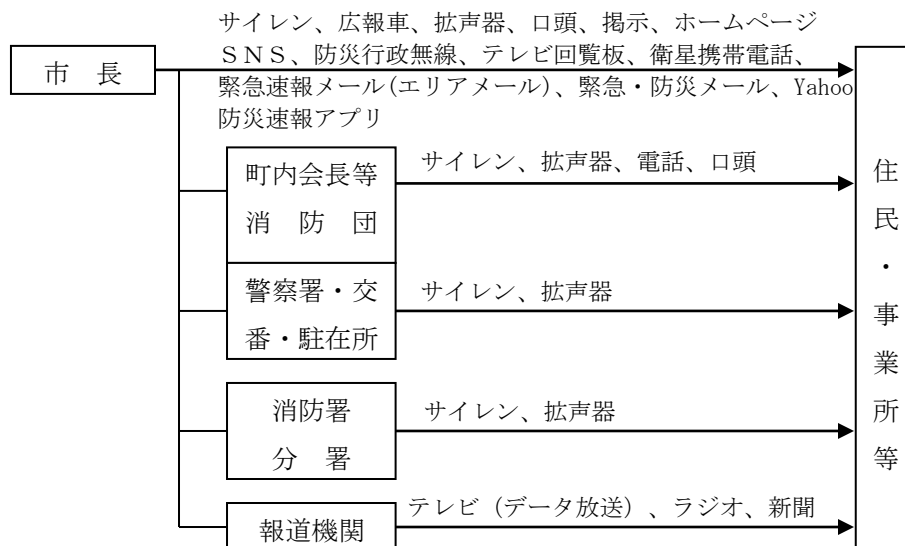 サイレン、広報車、拡声器、口頭、掲示、ホームページ
ＳＮＳ、防災行政無線、テレビ回覧板、衛星携帯電話、
緊急速報メール(エリアメール)、緊急・防災メール、Yahoo
防災速報アプリ
市　長
町内会長等
消　防　団
サイレン、拡声器、電話、口頭
警察署・交
番・駐在所
サイレン、拡声器
消防署
分　署
サイレン、拡声器
報道機関
テレビ（データ放送）、ラジオ、新聞
住民・事業所等